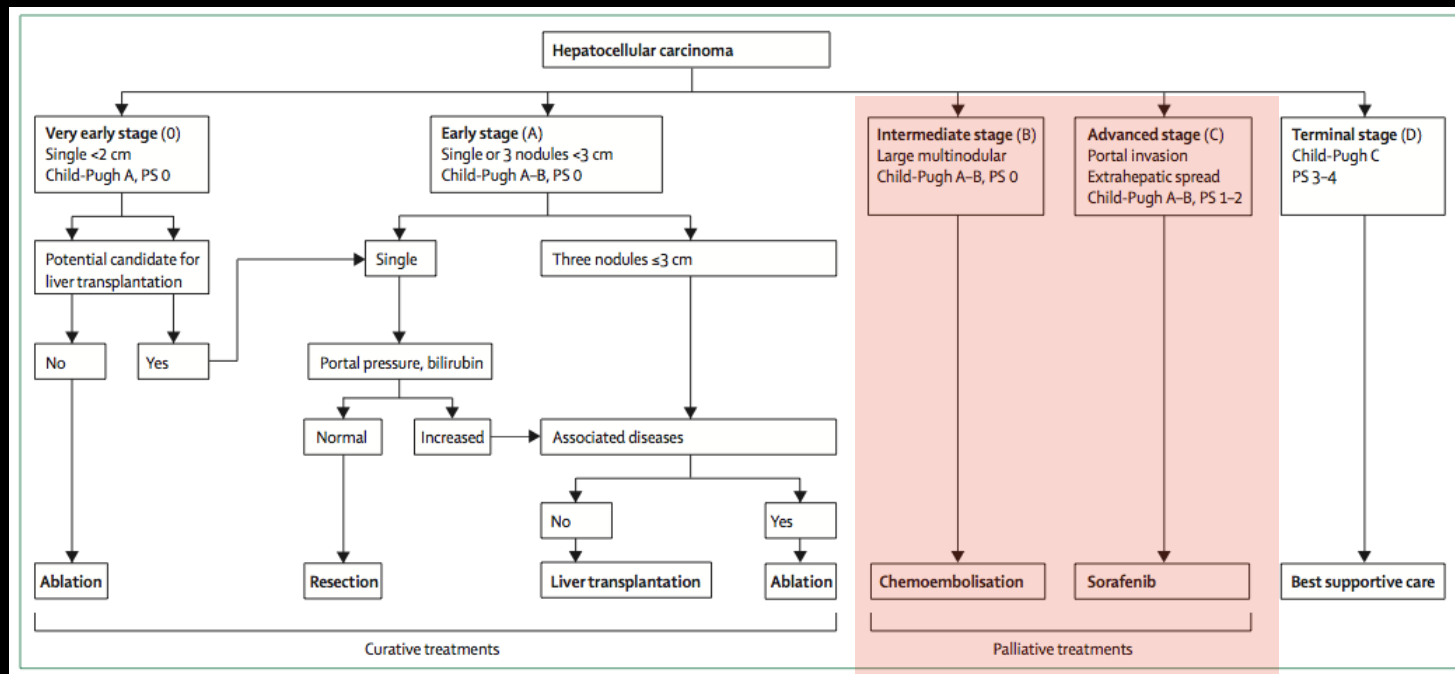 Hepatocellular carcinoma
Very early stage (0)
Single <2 cm
Child-Pugh A, PS 0
Early stage (A)
Single or 3 nodules <3 cm
Child-Pugh A–B, PS 0
Intermediate stage (B)
Large multinodular
Child-Pugh A–B, PS 0
Advanced stage (C)
Portal invasion
Extrahepatic spread
Child-Pugh A–B, PS 1–2
Terminal stage (D)
Child-Pugh C
PS 3–4
Potential candidate for
liver transplantation
Single
Three nodules ≤3 cm
No
Yes
Portal pressure, bilirubin
Normal
Increased
Associated diseases
No
Yes
Ablation
Resection
Liver transplantation
Ablation
Chemoembolisation
Sorafenib
Best supportive care
Curative treatments
Palliative treatments